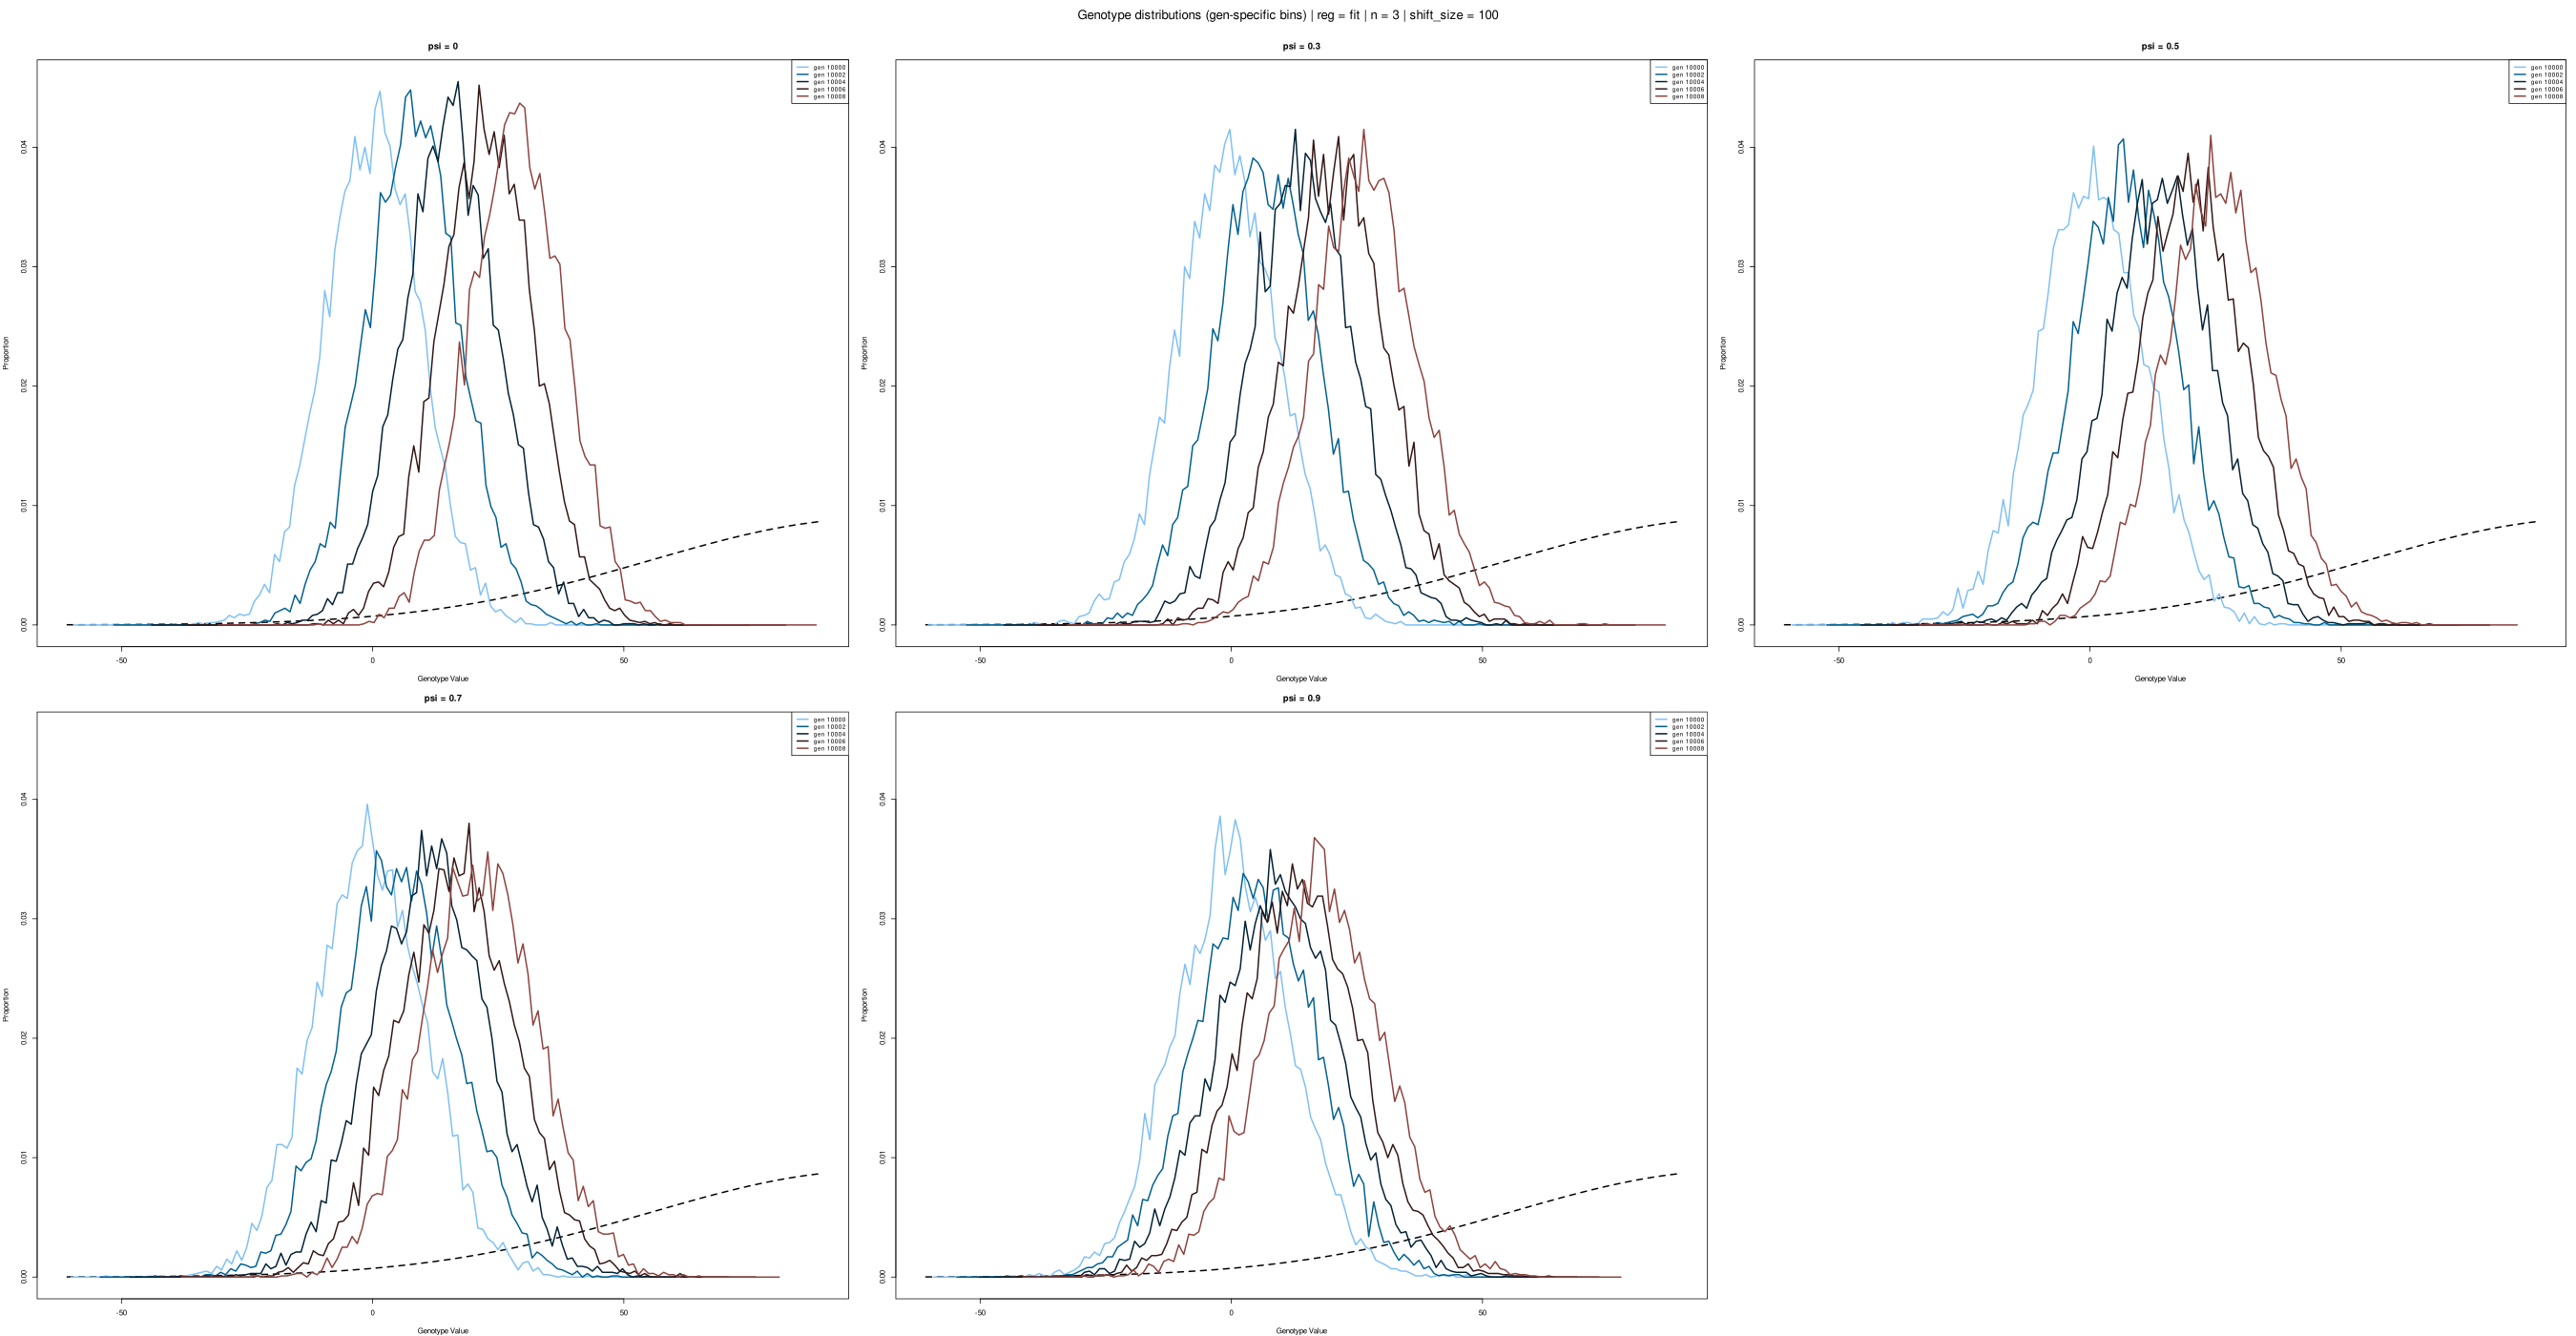 Genotype distributions (gen-specific bins) | reg = fit | n = 3 | shift_size = 100
psi = 0
gen 10000
gen 10002
gen 10004
gen 10006
gen 10008
Proportion
0.04
0.03
0.02
0.01
0.00
-50
0
50
Genotype Value
psi = 0.3
gen 10000
gen 10002
gen 10004
gen 10006
gen 10008
Proportion
0.04
0.03
0.02
0.01
0.00
-50
0
50
Genotype Value
psi = 0.5
gen 10000
gen 10002
gen 10004
gen 10006
gen 10008
Proportion
0.04
0.03
0.02
0.01
0.00
-50
0
50
Genotype Value
psi = 0.7
gen 10000
gen 10002
gen 10004
gen 10006
gen 10008
Proportion
0.04
0.03
0.02
0.01
0.00
-50
0
50
Genotype Value
psi = 0.9
gen 10000
gen 10002
gen 10004
gen 10006
gen 10008
Proportion
0.04
0.03
0.02
0.01
0.00
-50
0
50
Genotype Value